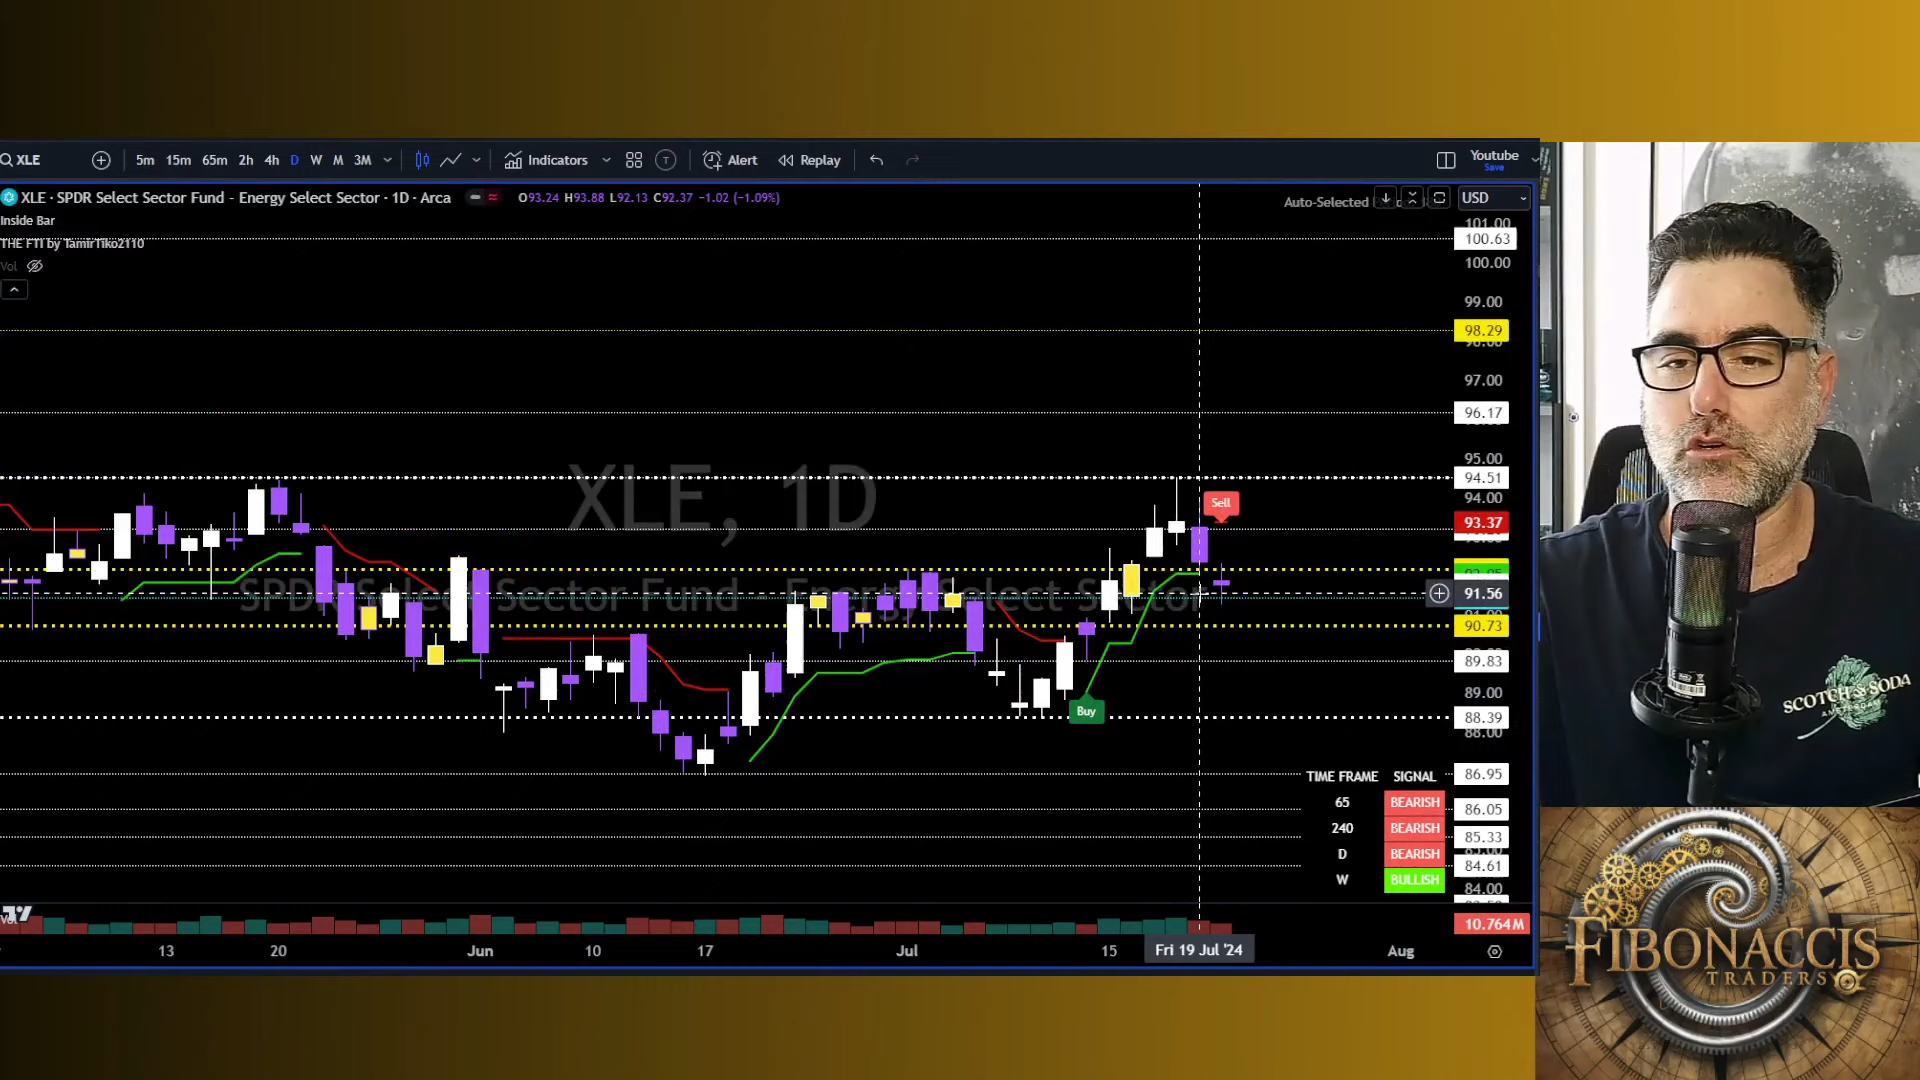 XLE
5m 15m 65m 2h 4h D W M 3M
Indicators
Alert
Replay
Youtube
Save
XLE · SPDR Select Sector Fund - Energy Select Sector · 1D · Arca
O93.24 H93.88 L92.13 C92.37 −1.02 (−1.09%)
Auto-Selected
USD
Inside Bar
THE FTI by TamirTiko2110
Vol
101.00
100.63
100.00
99.00
98.29
97.00
96.17
95.00
94.51
94.00
93.37
91.56
90.73
89.83
89.00
88.39
88.00
86.95
86.05
85.33
84.61
84.00
10.764M
XLE, 1D
SPDR Select Sector Fund - Energy Select Sector
Sell
Buy
TIME FRAME SIGNAL
65 BEARISH
240 BEARISH
D BEARISH
W BULLISH
13 20 Jun 10 17 Jul 15 Fri 19 Jul '24 Aug
SCOTCH & SODA
AMSTERDAM
FIBONACCIS
TRADERS